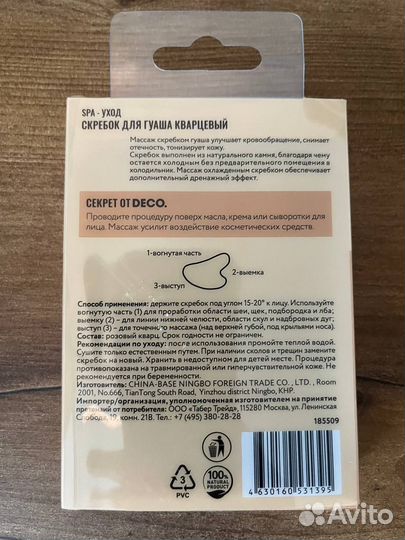 SPA - УХОД
СКРЕБОК ДЛЯ ГУАША КВАРЦЕВЫЙ
Массаж скребком гуаша улучшает кровообращение, снимает
отечность, тонизирует кожу.
Скребок выполнен из натурального камня, благодаря чему
остается холодным без предварительного помещения в
холодильник. Массаж охлажденным скребком обеспечивает
дополнительный дренажный эффект.
СЕКРЕТ ОТ DECO.
Проводите процедуру поверх масла, крема или сыворотки для
лица. Массаж усилит воздействие косметических средств.
1-вогнутая часть
2-выемка
3-выступ
Способ применения: держите скребок под углом 15-20° к лицу. Используйте
вогнутую часть (1) для проработки области шеи, щек, подбородка и лба;
выемку (2) – для линии нижней челюсти, области скул и надбровных дуг;
выступ (3) – для точечного массажа (над верхней губой, под крыльями носа).
Состав: розовый кварц. Срок годности не ограничен.
Рекомендации по уходу: после использования промойте теплой водой.
Сушите только естественным путем. При наличии сколов и трещин замените
скребок на новый. Хранить в недоступном для детей месте. Процедура
противопоказана на травмированной или гиперчувствительной коже. Не
рекомендуется при беременности.
Изготовитель: CHINA-BASE NINGBO FOREIGN TRADE CO., LTD., Room
2001, No.666, TianTong South Road, Yinzhou district Ningbo, КНР.
Импортер/организация, уполномоченная изготовителем на принятие
претензий от потребителя: ООО «Табер Трейд», 115280 Москва, ул. Ленинская
Слобода, 19, комн. 21В. Тел.: +7 (495) 380-28-28
185509
3
PVC
100%
NATURAL
PRODUCT
4 630160 531395
Avito